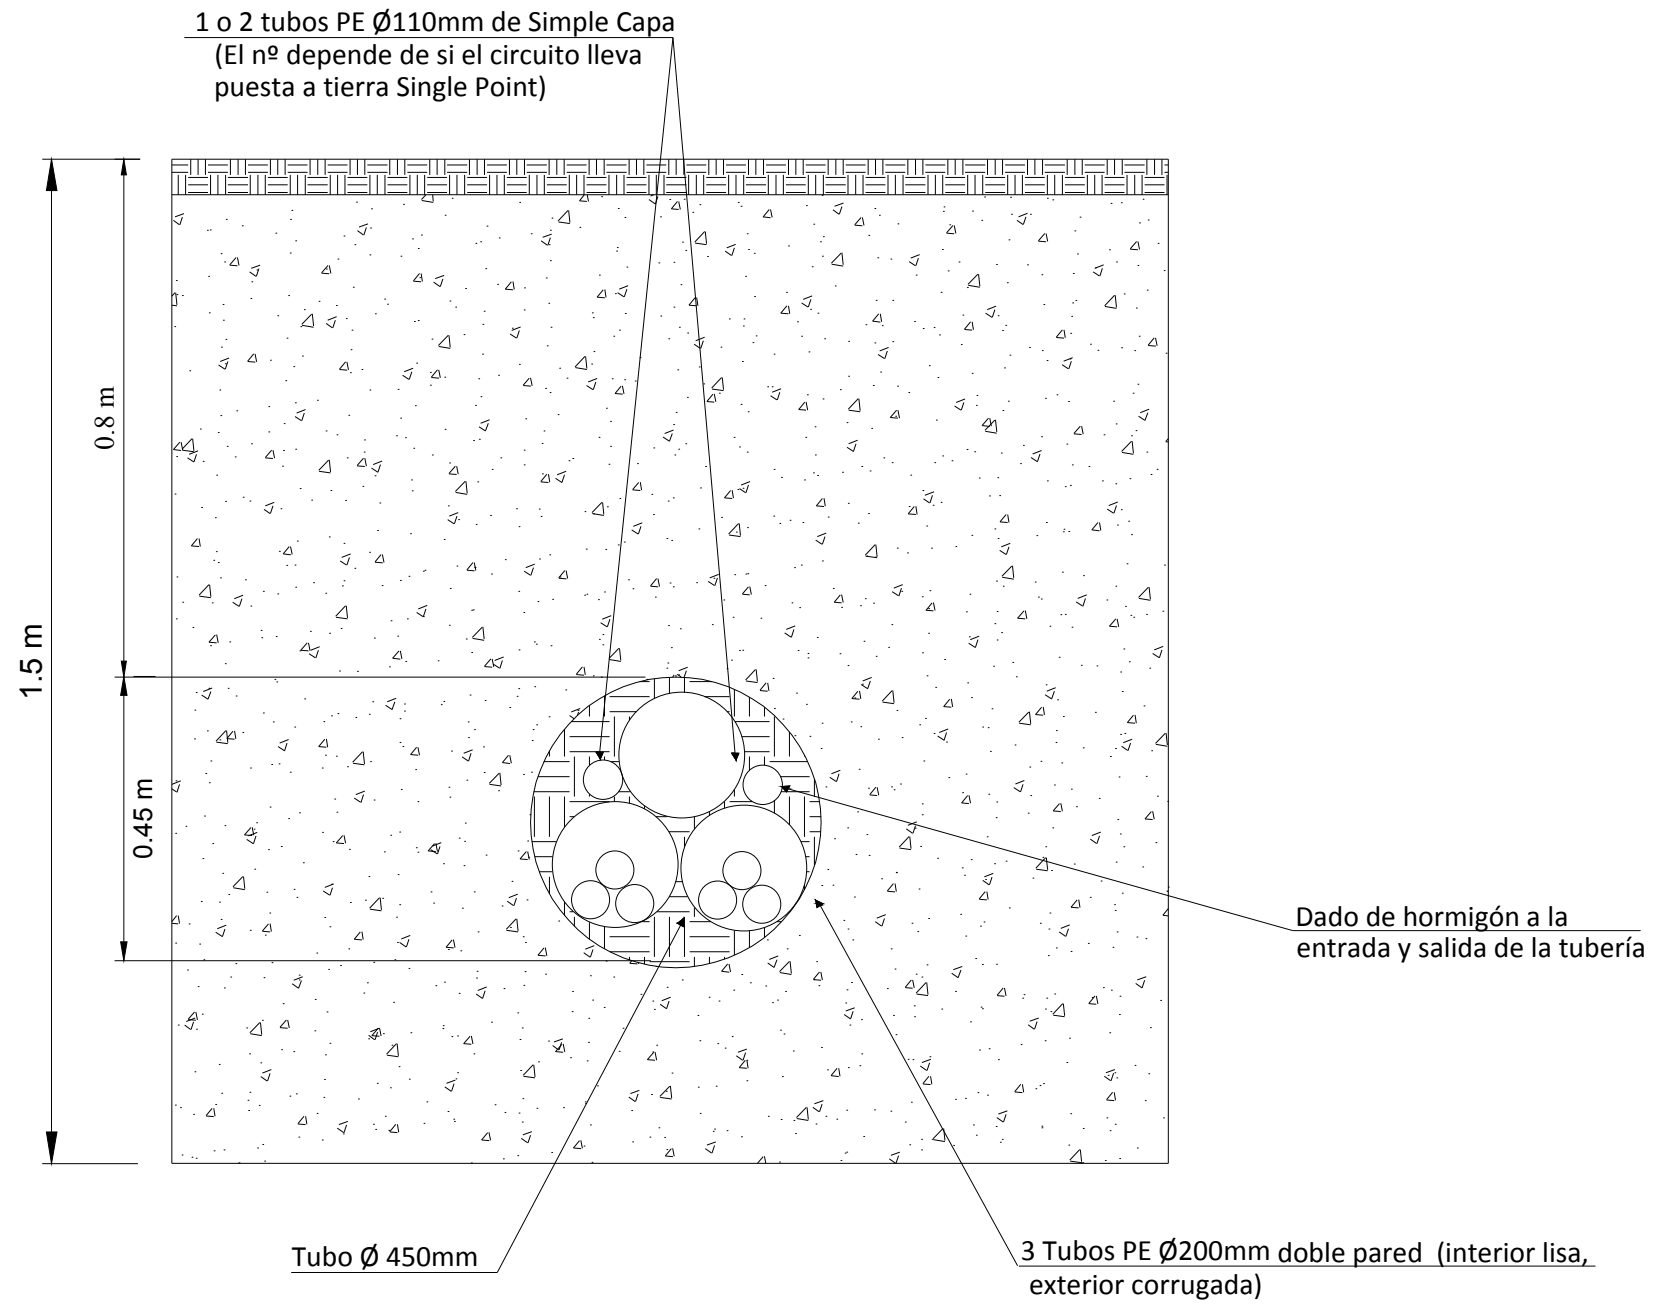 1 o 2 tubos PE Ø110mm de Simple Capa
(El nº depende de si el circuito lleva
puesta a tierra Single Point)
0.8 m
1.5 m
0.45 m
Dado de hormigón a la
entrada y salida de la tubería
Tubo Ø 450mm
3 Tubos PE Ø200mm doble pared (interior lisa,
exterior corrugada)